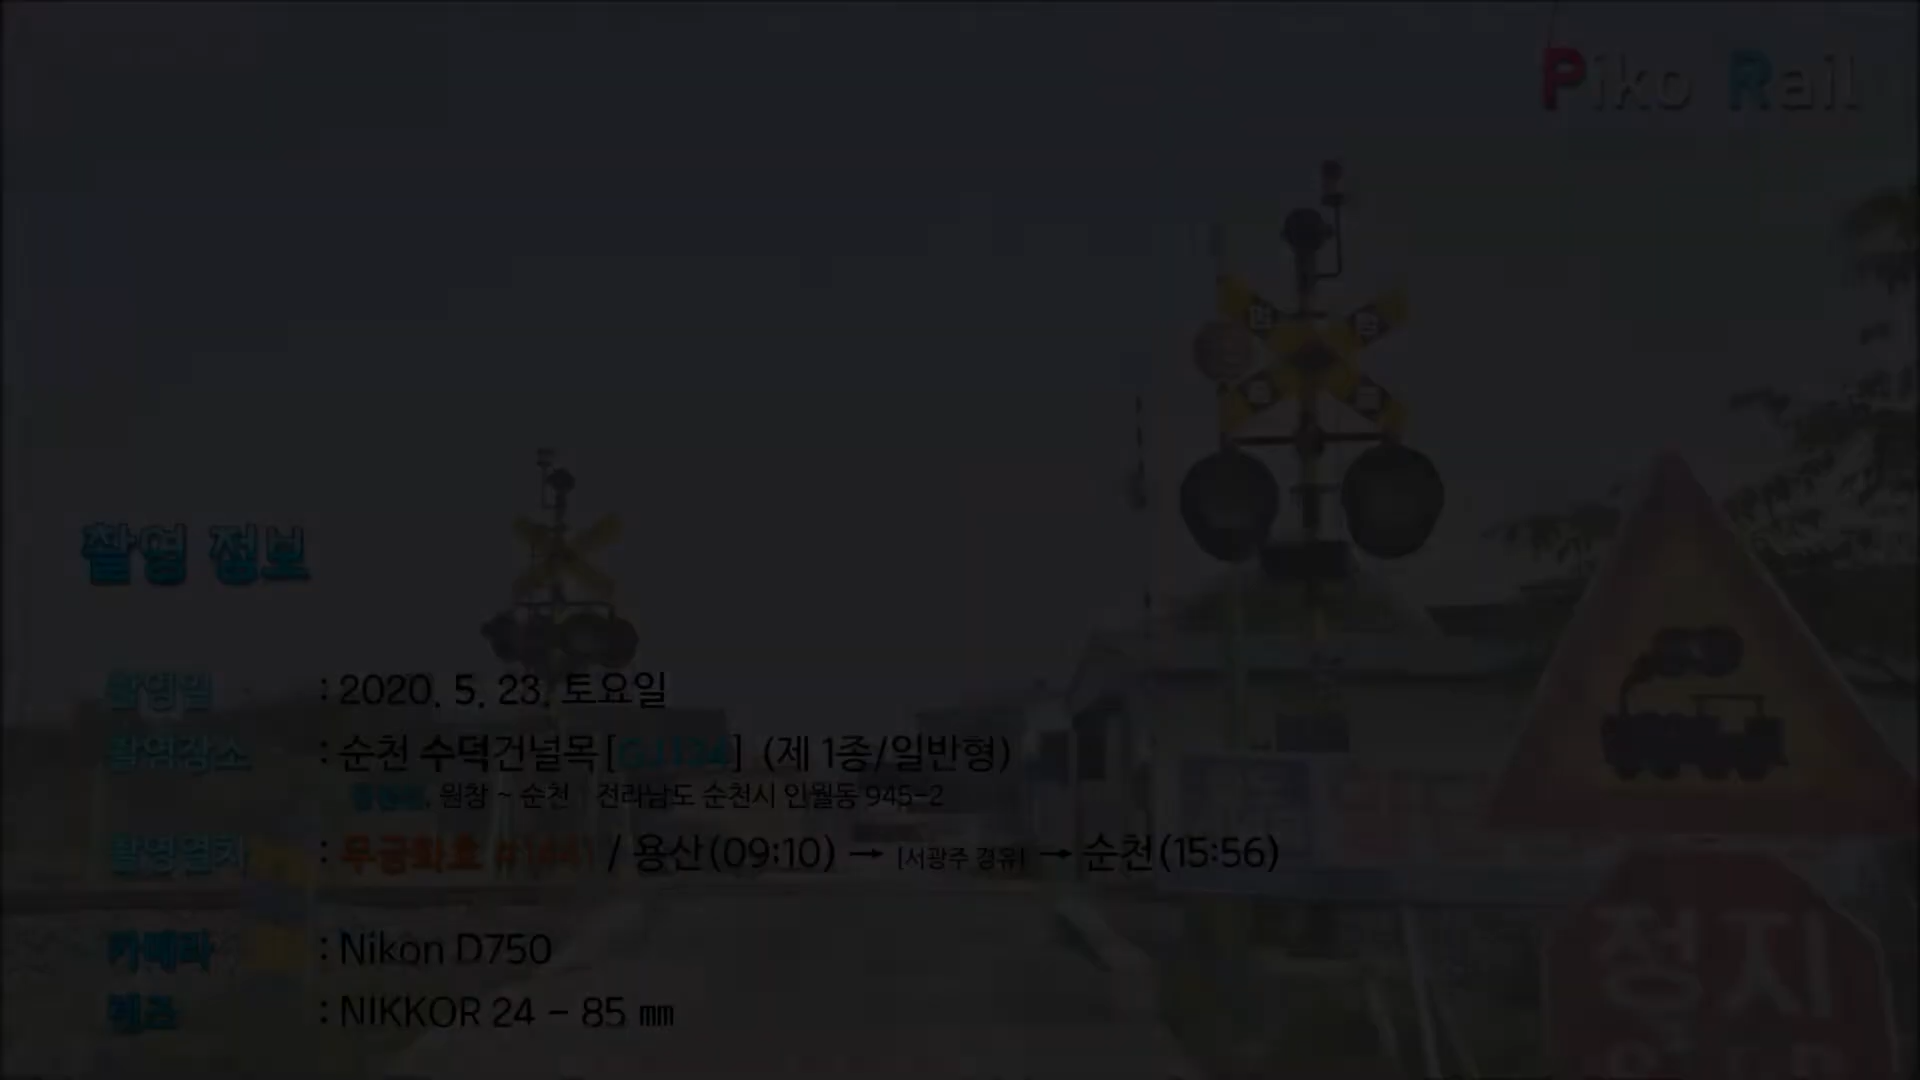 Piko Rail
촬영 정보
촬영일 : 2020. 5. 23. 토요일
촬영장소 : 순천 수덕건널목 [GJ134] (제 1종/일반형)
원창 ~ 순천 전라남도 순천시 인월동 945-2
촬영열차 : 무궁화호 #1441 / 용산(09:10) → [서광주 경유] → 순천(15:56)
카메라 : Nikon D750
렌즈 : NIKKOR 24 - 85 ㎜
정지